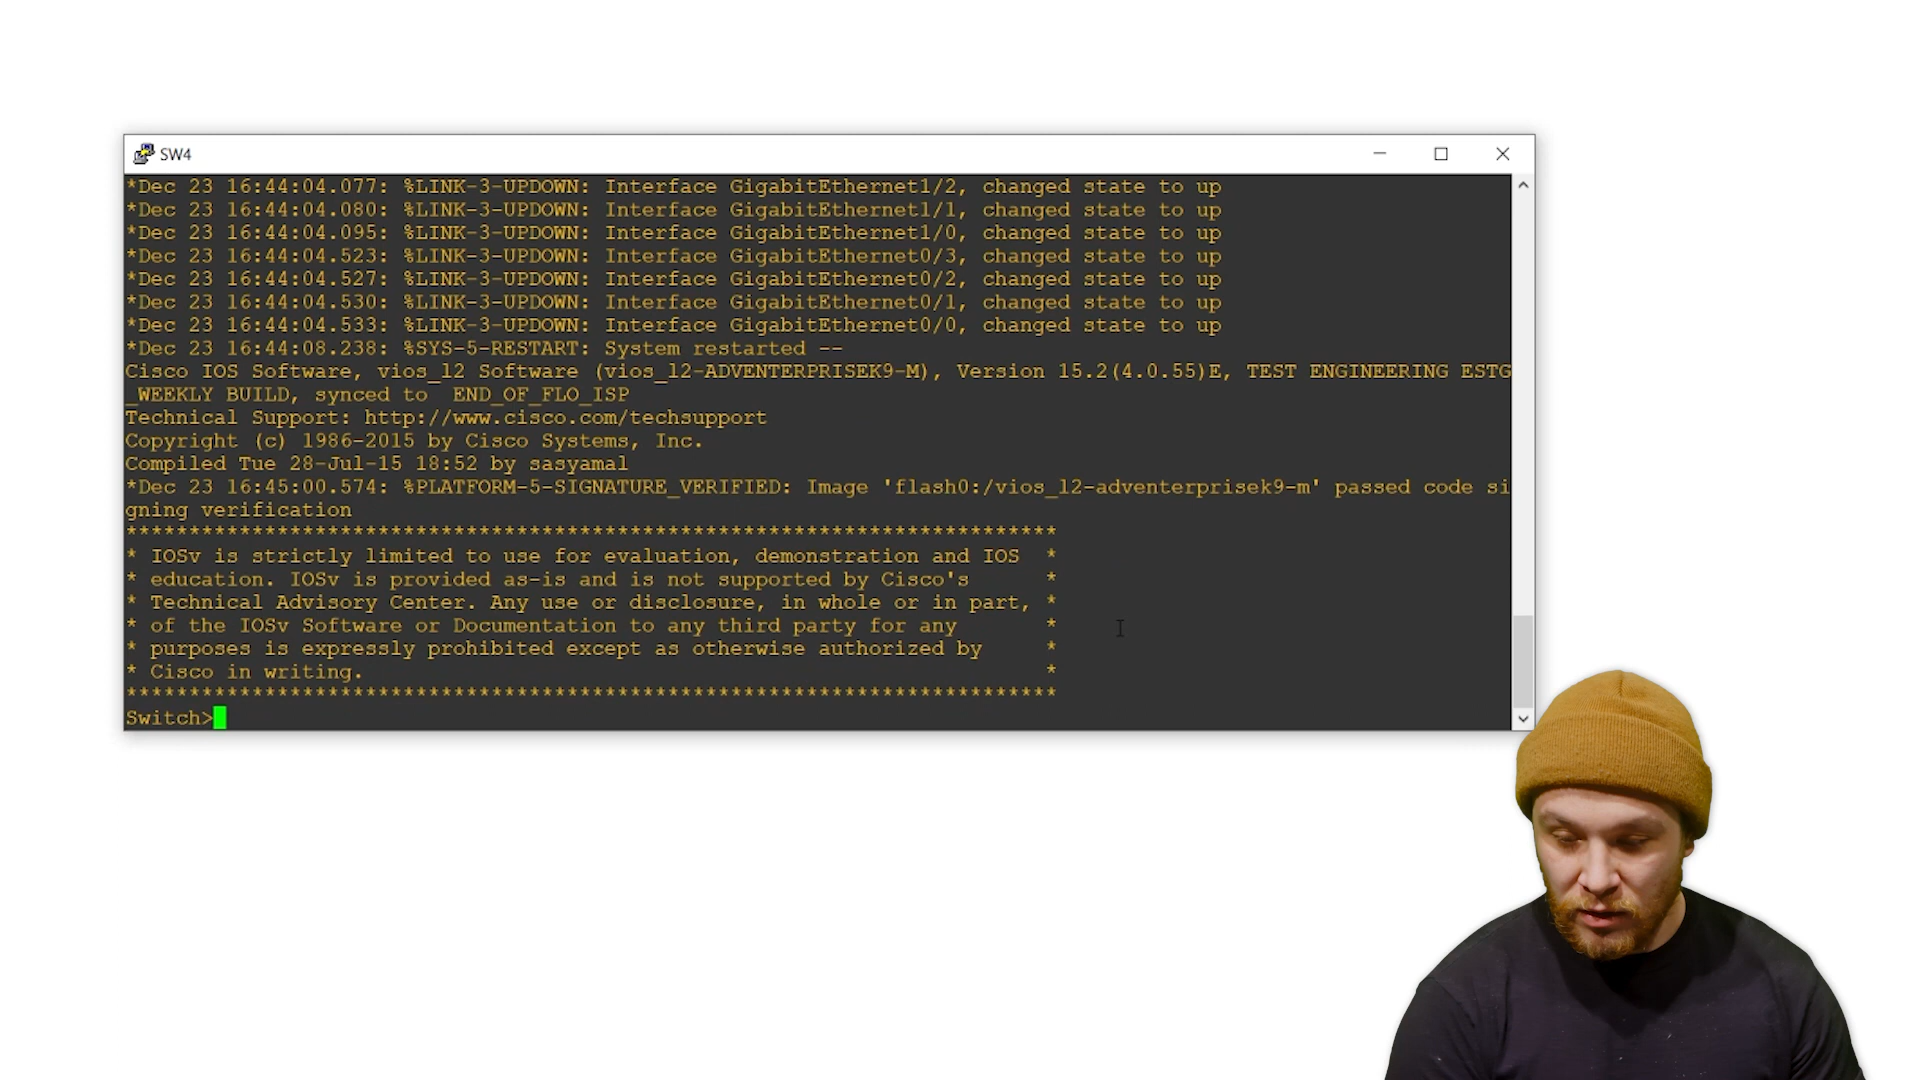 SW4
*Dec 23 16:44:04.077: %LINK-3-UPDOWN: Interface GigabitEthernet1/2, changed state to up
*Dec 23 16:44:04.080: %LINK-3-UPDOWN: Interface GigabitEthernet1/1, changed state to up
*Dec 23 16:44:04.095: %LINK-3-UPDOWN: Interface GigabitEthernet1/0, changed state to up
*Dec 23 16:44:04.523: %LINK-3-UPDOWN: Interface GigabitEthernet0/3, changed state to up
*Dec 23 16:44:04.527: %LINK-3-UPDOWN: Interface GigabitEthernet0/2, changed state to up
*Dec 23 16:44:04.530: %LINK-3-UPDOWN: Interface GigabitEthernet0/1, changed state to up
*Dec 23 16:44:04.533: %LINK-3-UPDOWN: Interface GigabitEthernet0/0, changed state to up
*Dec 23 16:44:08.238: %SYS-5-RESTART: System restarted --
Cisco IOS Software, vios_l2 Software (vios_l2-ADVENTERPRISEK9-M), Version 15.2(4.0.55)E, TEST ENGINEERING ESTG
_WEEKLY BUILD, synced to  END_OF_FLO_ISP
Technical Support: http://www.cisco.com/techsupport
Copyright (c) 1986-2015 by Cisco Systems, Inc.
Compiled Tue 28-Jul-15 18:52 by sasyamal
*Dec 23 16:45:00.574: %PLATFORM-5-SIGNATURE_VERIFIED: Image 'flash0:/vios_l2-adventerprisek9-m' passed code si
gning verification
**************************************************************************
* IOSv is strictly limited to use for evaluation, demonstration and IOS  *
* education. IOSv is provided as-is and is not supported by Cisco's      *
* Technical Advisory Center. Any use or disclosure, in whole or in part, *
* of the IOSv Software or Documentation to any third party for any       *
* purposes is expressly prohibited except as otherwise authorized by     *
* Cisco in writing.                                                      *
**************************************************************************
Switch>